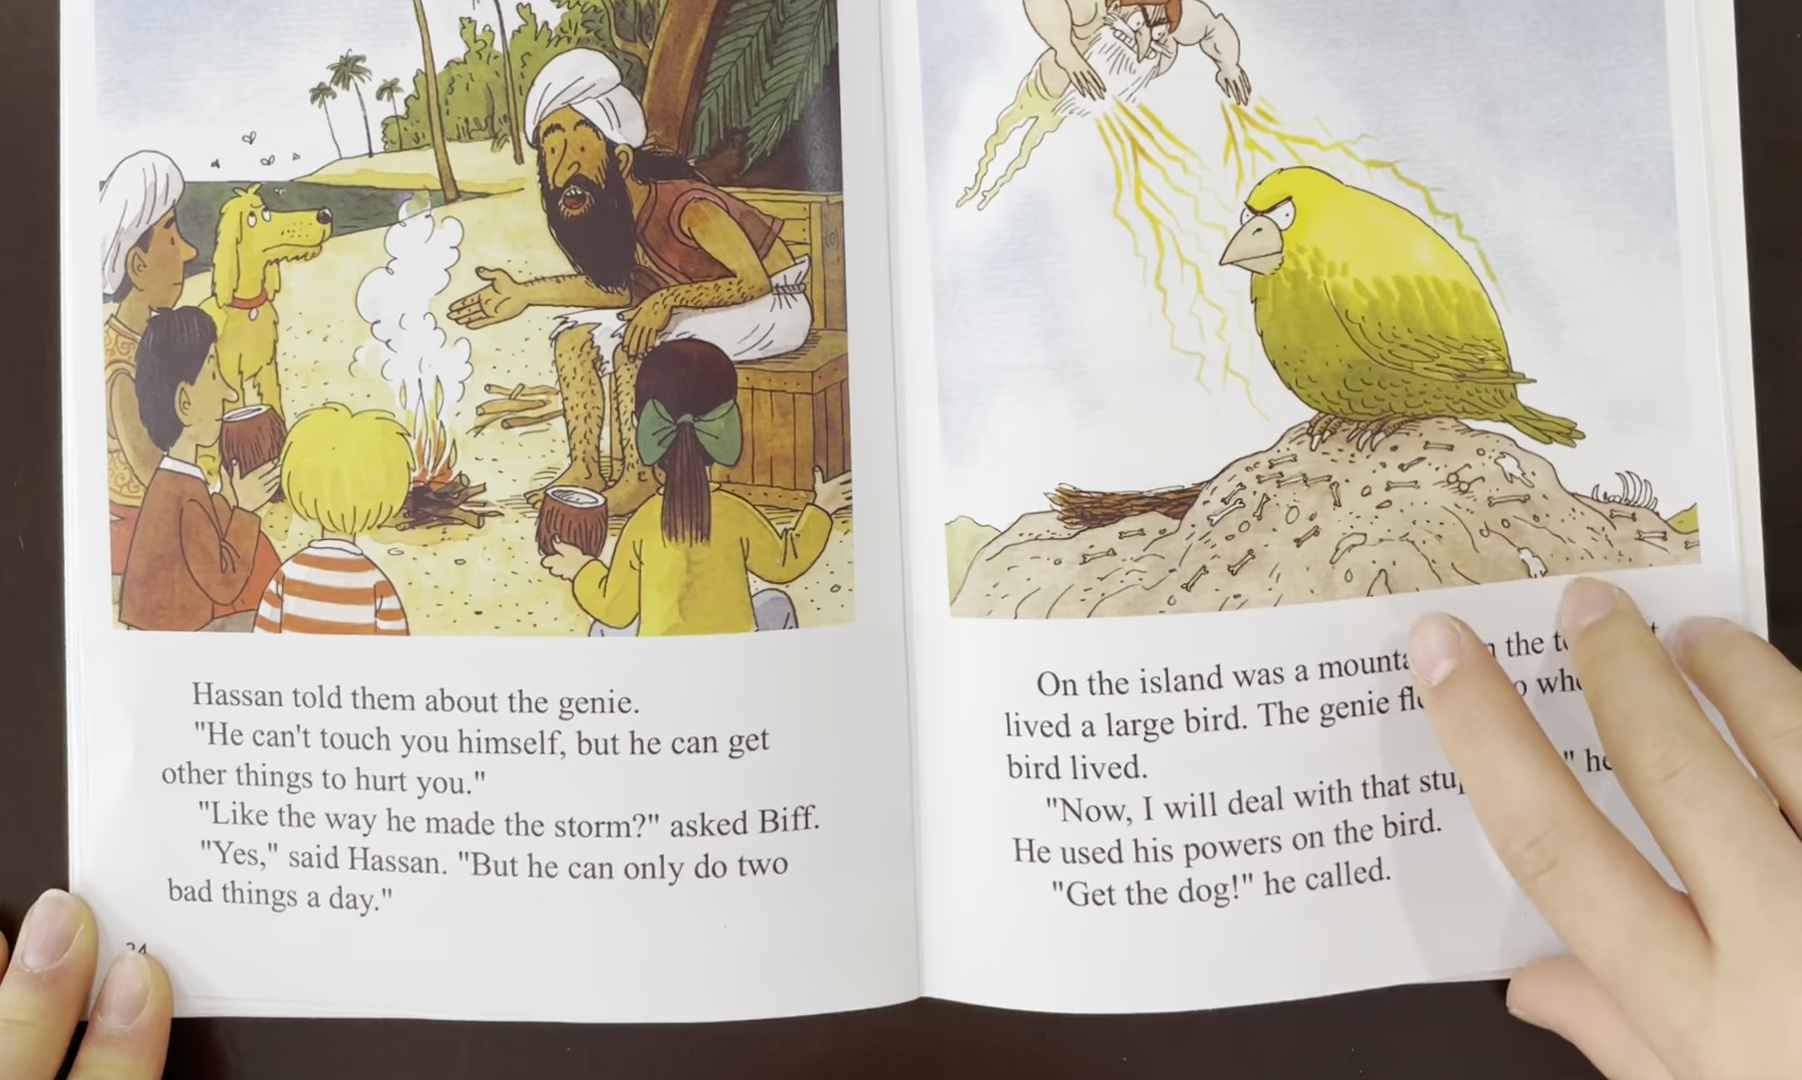 Hassan told them about the genie.
"He can't touch you himself, but he can get
other things to hurt you."
"Like the way he made the storm?" asked Biff.
"Yes," said Hassan. "But he can only do two
bad things a day."
On the island was a the
lived a large bird. The genie
bird lived.
"Now, I will deal with that
He used his powers on the bird.
"Get the dog!" he called.